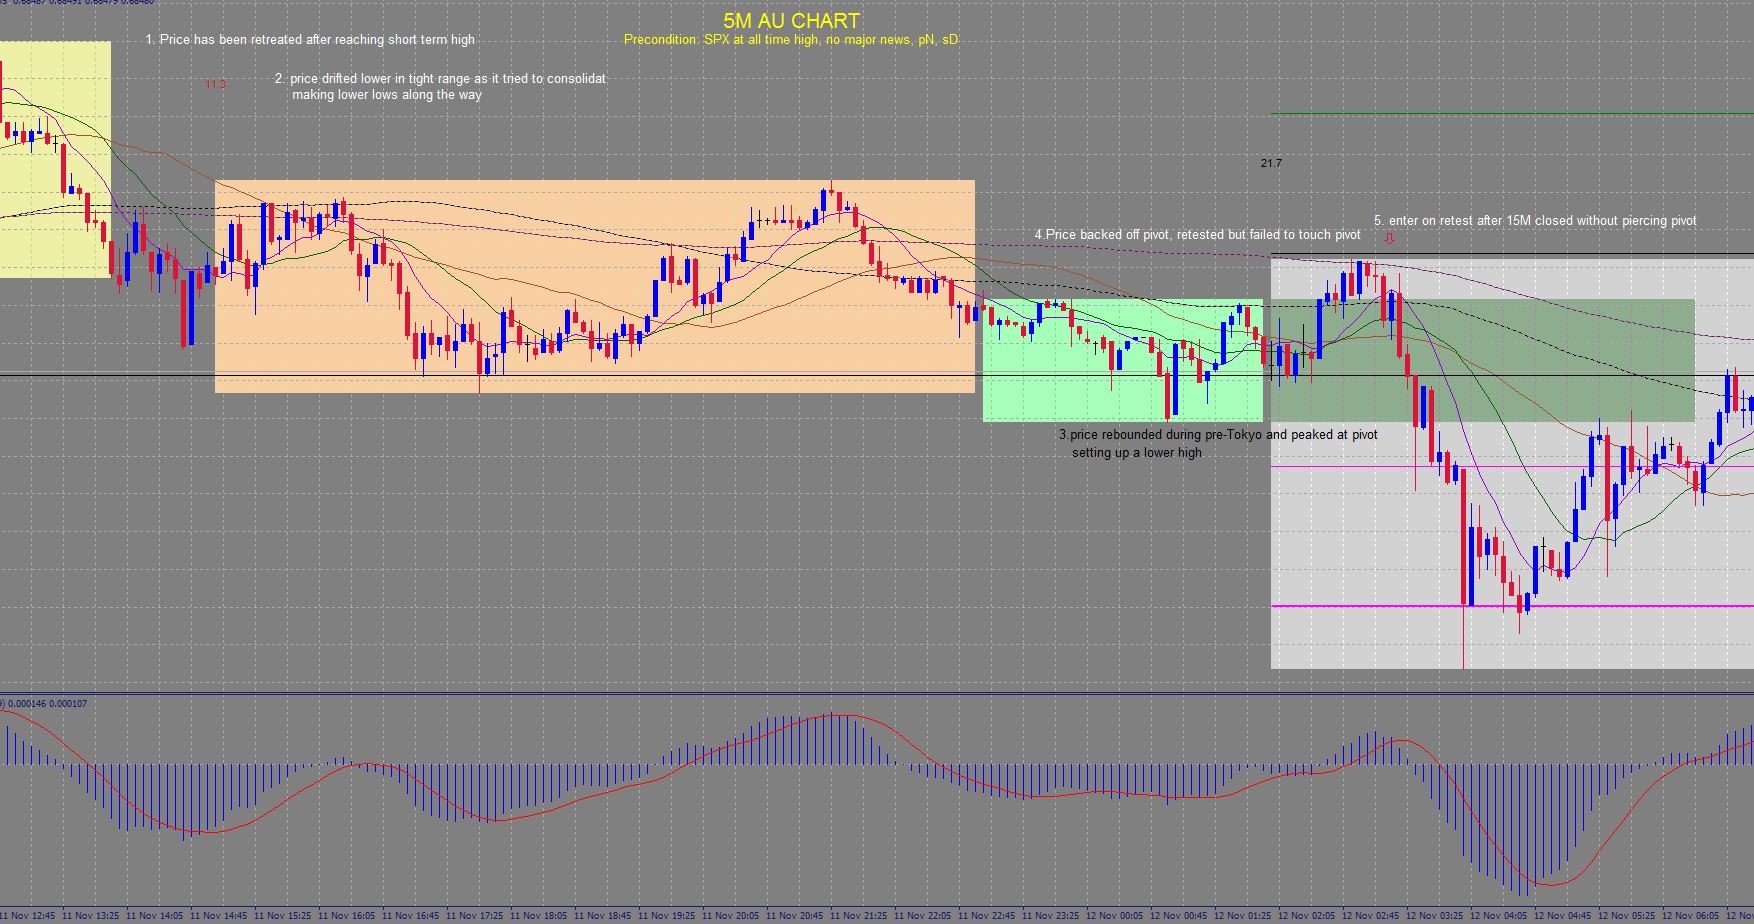 0.68487 0.68491 0.68479 0.68480
5M AU CHART
1. Price has been retreated after reaching short term high
Precondition: SPX at all time high, no major news, pN, sD
2. price drifted lower in tight range as it tried to consolidat
making lower lows along the way
11.3
21.7
5. enter on retest after 15M closed without piercing pivot
4.Price backed off pivot, retested but failed to touch pivot
3.price rebounded during pre-Tokyo and peaked at pivot
setting up a lower high
9) 0.000146 0.000107
11 Nov 12:45 11 Nov 13:25 11 Nov 14:05 11 Nov 14:45 11 Nov 15:25 11 Nov 16:05 11 Nov 16:45 11 Nov 17:25 11 Nov 18:05 11 Nov 18:45 11 Nov 19:25 11 Nov 20:05 11 Nov 20:45 11 Nov 21:25 11 Nov 22:05 11 Nov 22:45 11 Nov 23:25 12 Nov 00:05 12 Nov 00:45 12 Nov 01:25 12 Nov 02:05 12 Nov 02:45 12 Nov 03:25 12 Nov 04:05 12 Nov 04:45 12 Nov 05:25 12 Nov 06:05 12 Nov